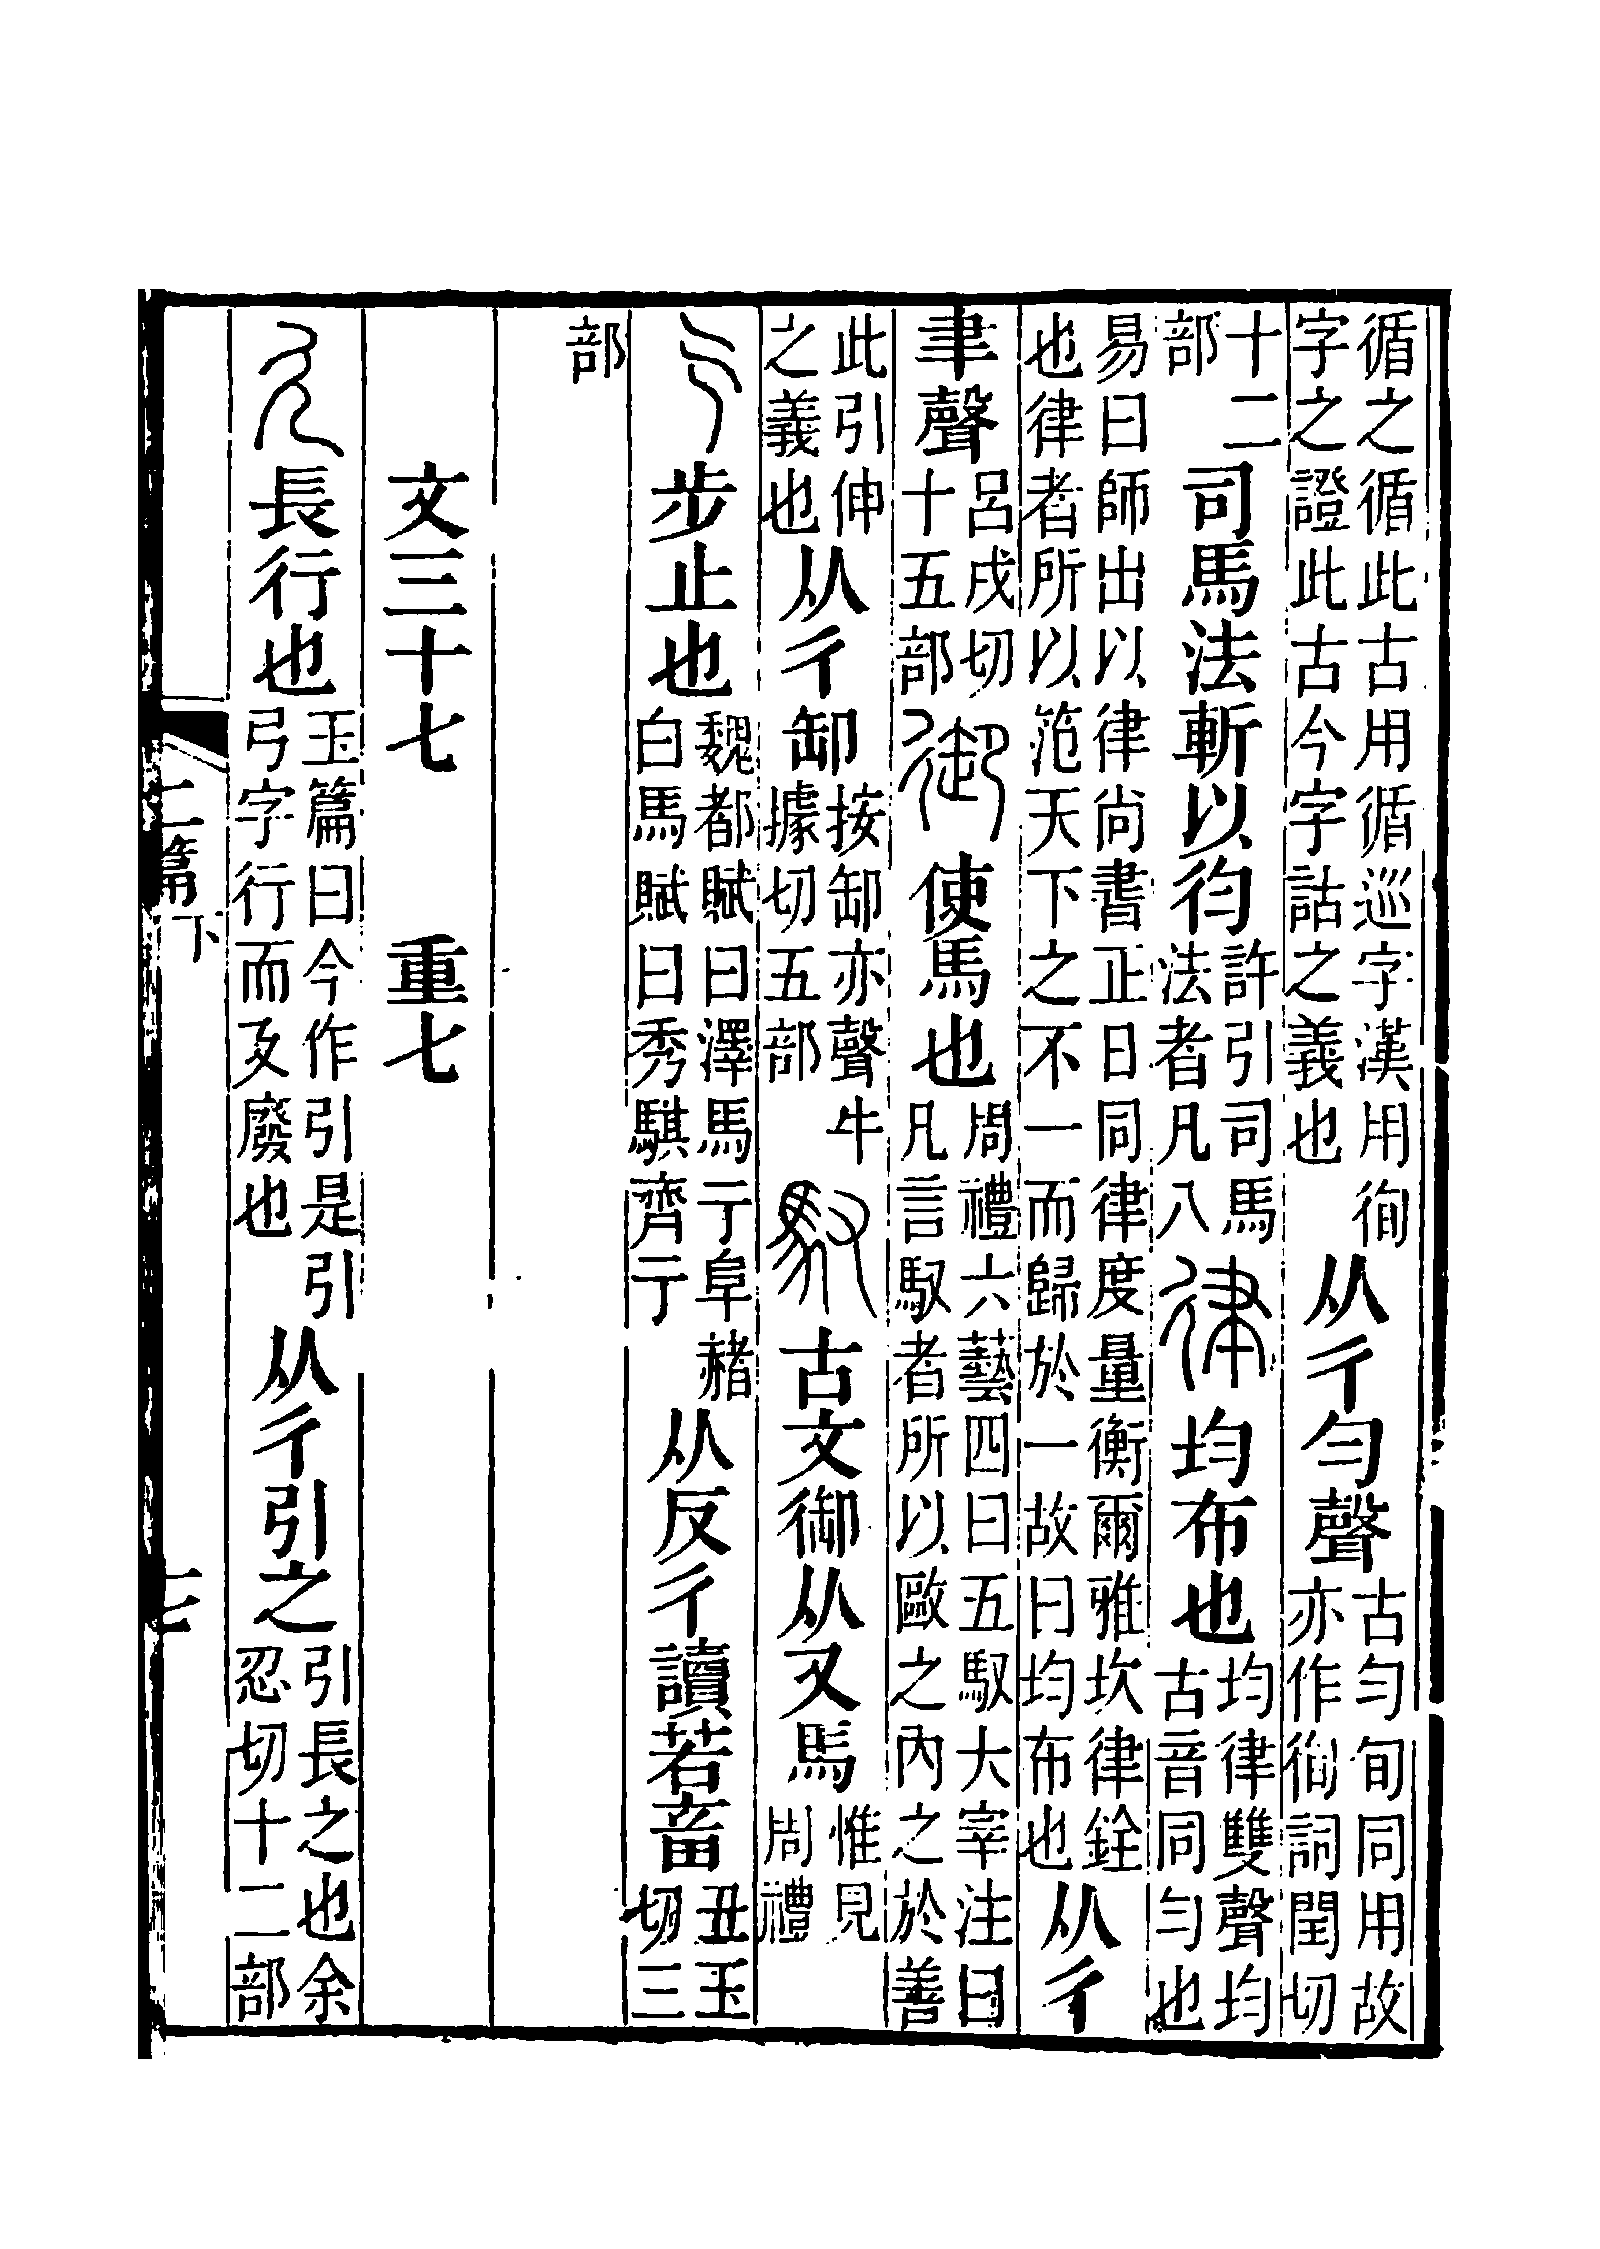 循之循此古用循巡字漢用徇
字之證此古今字詁之義也
从彳勻聲
古勻旬同用故
亦作徇詞閏切
十二
部
司馬法斬以𢓈
許引司馬
法者凡八
律
均布也
均律雙聲均
古音同勻也
易曰師出以律尚書正日同律度量衡爾雅坎律銓
也律者所以笵天下之不一而歸於一故曰均布也
从彳
聿聲
呂戌切
十五部
御
使馬也
周禮六藝四曰五馭大宰注曰
凡言馭者所以歐之內之於善
此引伸
之義也
从彳卸
按卸亦聲牛
據切五部
馭
古文御从又馬
惟見
周禮
亍
步止也
魏都賦曰澤馬亍阜赭
白馬賦曰秀騏齊亍
从反彳讀若畜
丑玉
切三
部
文三十七 重七
廴
長行也
玉篇曰今作引是引
弓字行而廴廢也
从彳引之
引長之也余
忍切十二部
二篇下